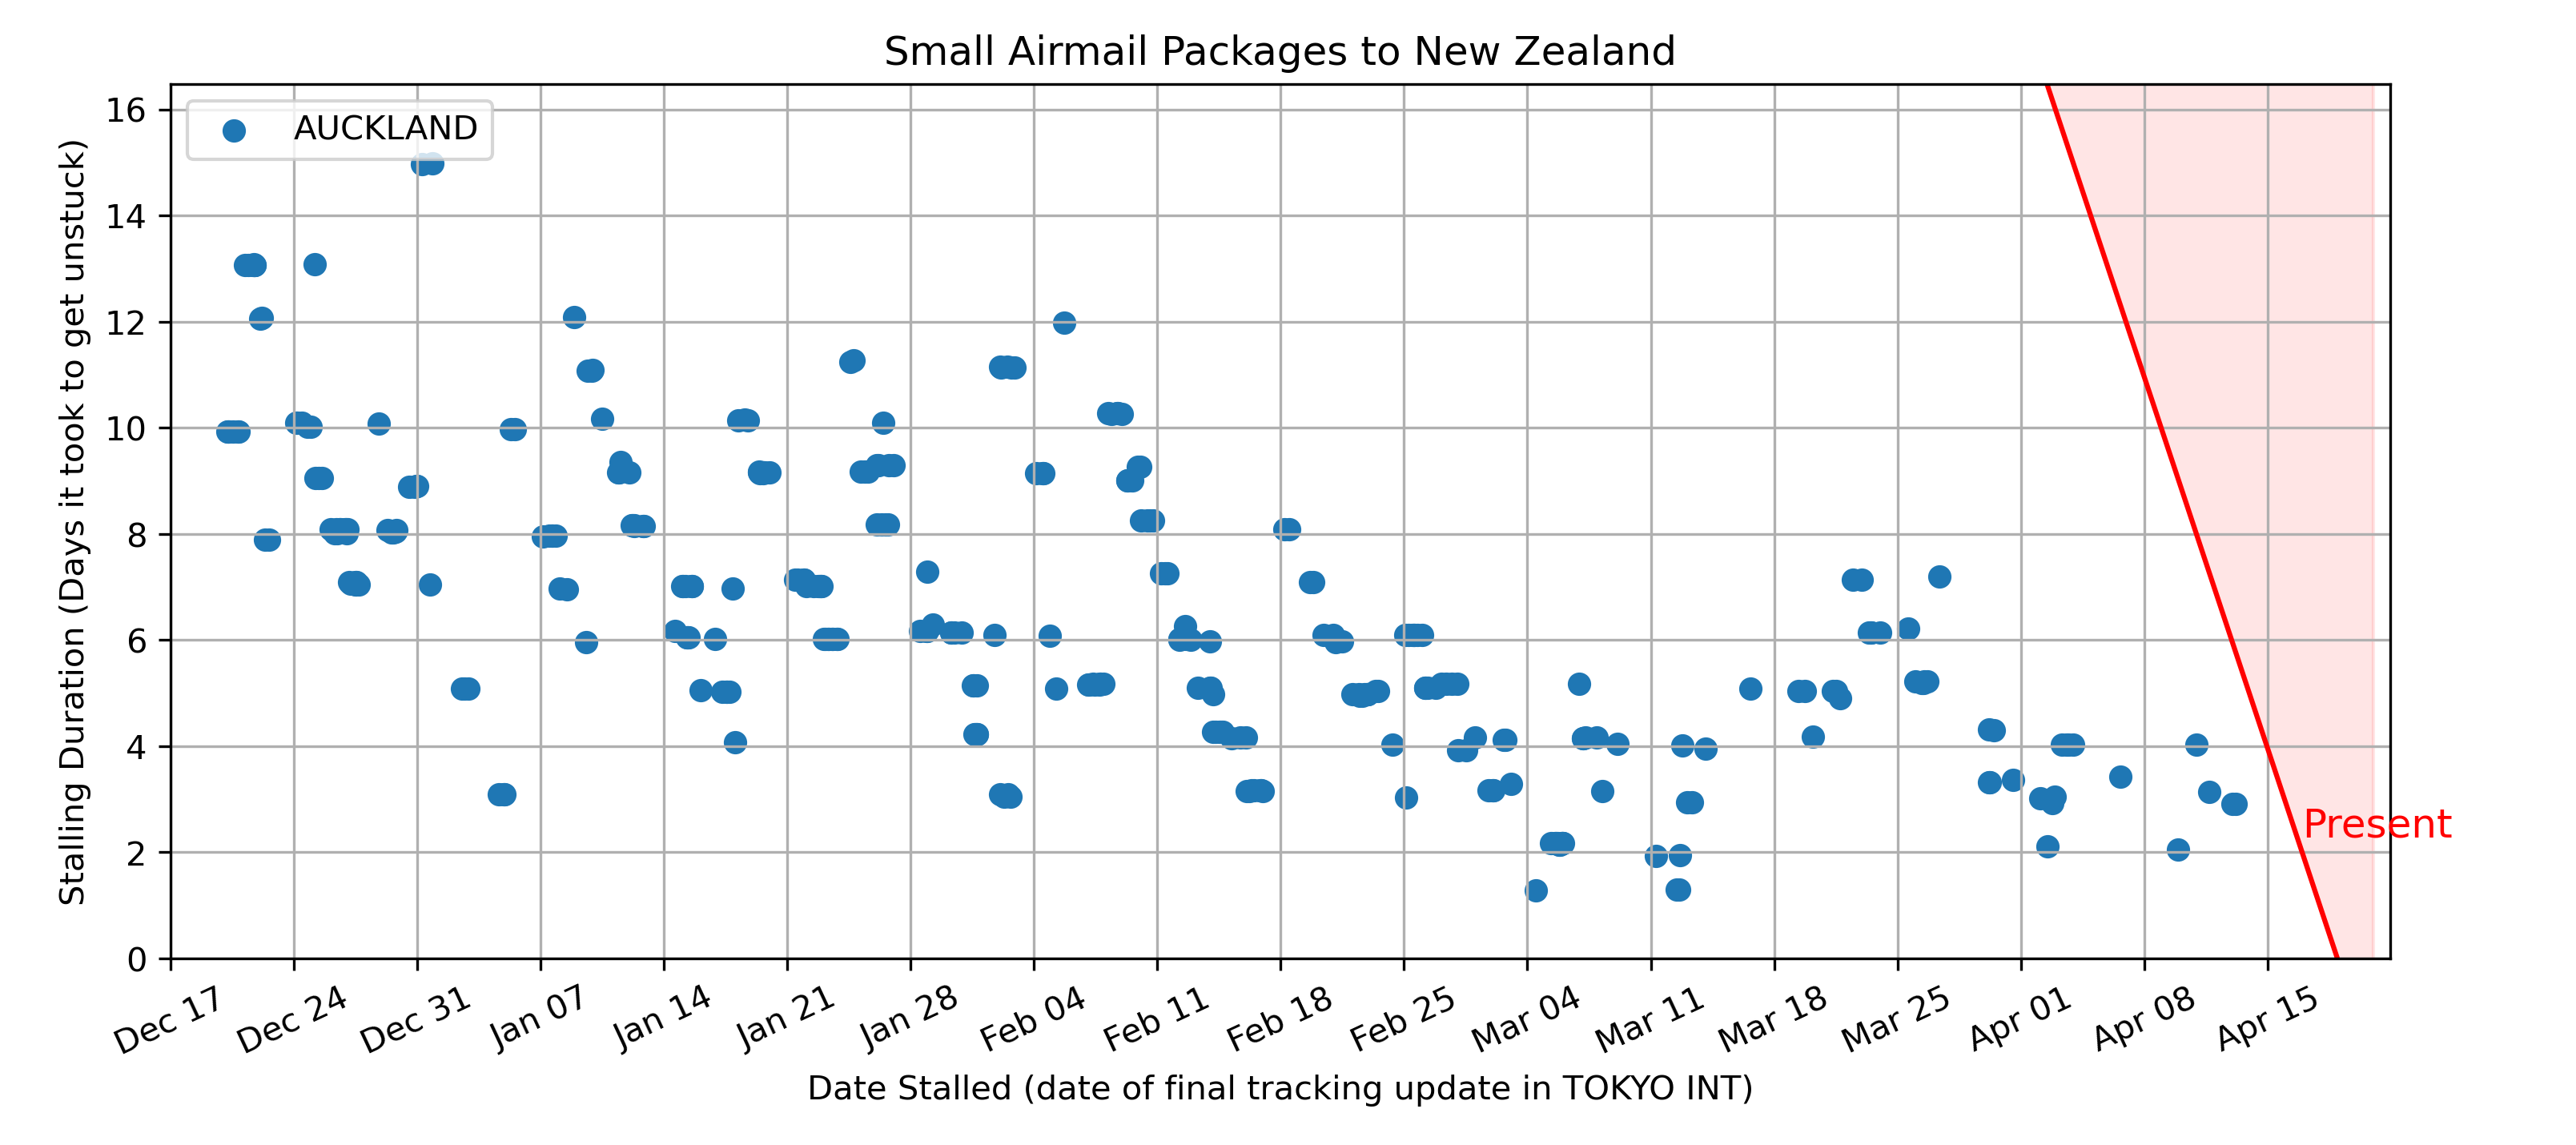 Small Airmail Packages to New Zealand
AUCKLAND
Stalling Duration (Days it took to get unstuck)
16
14
12
10
8
6
4
2
0
Present
Dec 17 Dec 24 Dec 31 Jan 07 Jan 14 Jan 21 Jan 28 Feb 04 Feb 11 Feb 18 Feb 25 Mar 04 Mar 11 Mar 18 Mar 25 Apr 01 Apr 08 Apr 15
Date Stalled (date of final tracking update in TOKYO INT)